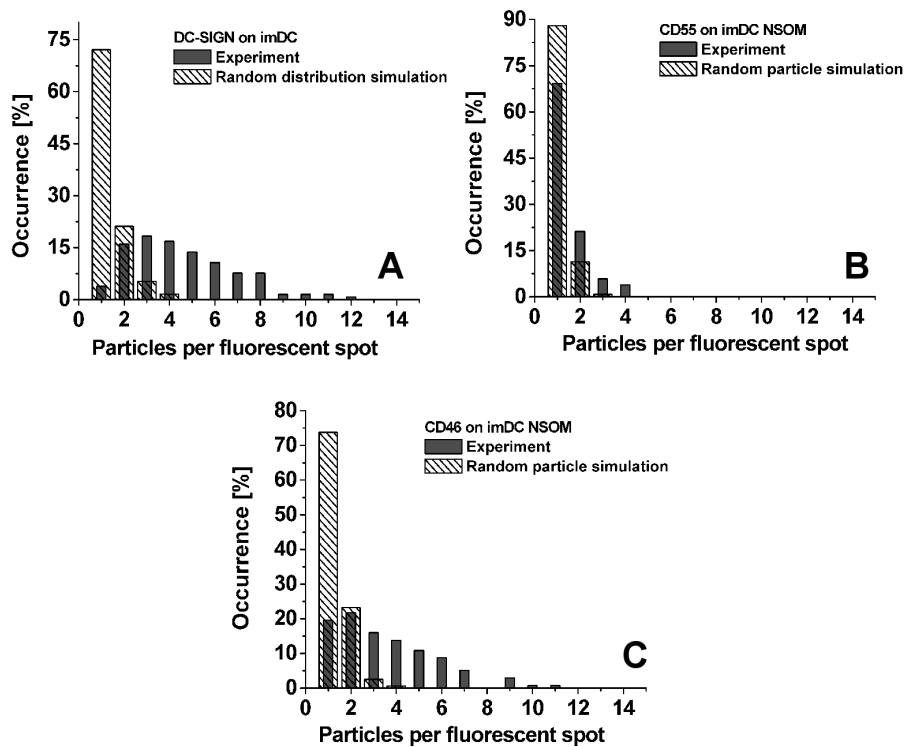 DC-SIGN on imDC
Experiment
Random distribution simulation
Occurrence [%]
75
60
45
30
15
0
0 2 4 6 8 10 12 14
Particles per fluorescent spot
A
CD55 on imDC NSOM
Experiment
Random particle simulation
Occurrence [%]
90
75
60
45
30
15
0
0 2 4 6 8 10 12 14
Particles per fluorescent spot
B
CD46 on imDC NSOM
Experiment
Random particle simulation
Occurrence [%]
80
70
60
50
40
30
20
10
0
0 2 4 6 8 10 12 14
Particles per fluorescent spot
C